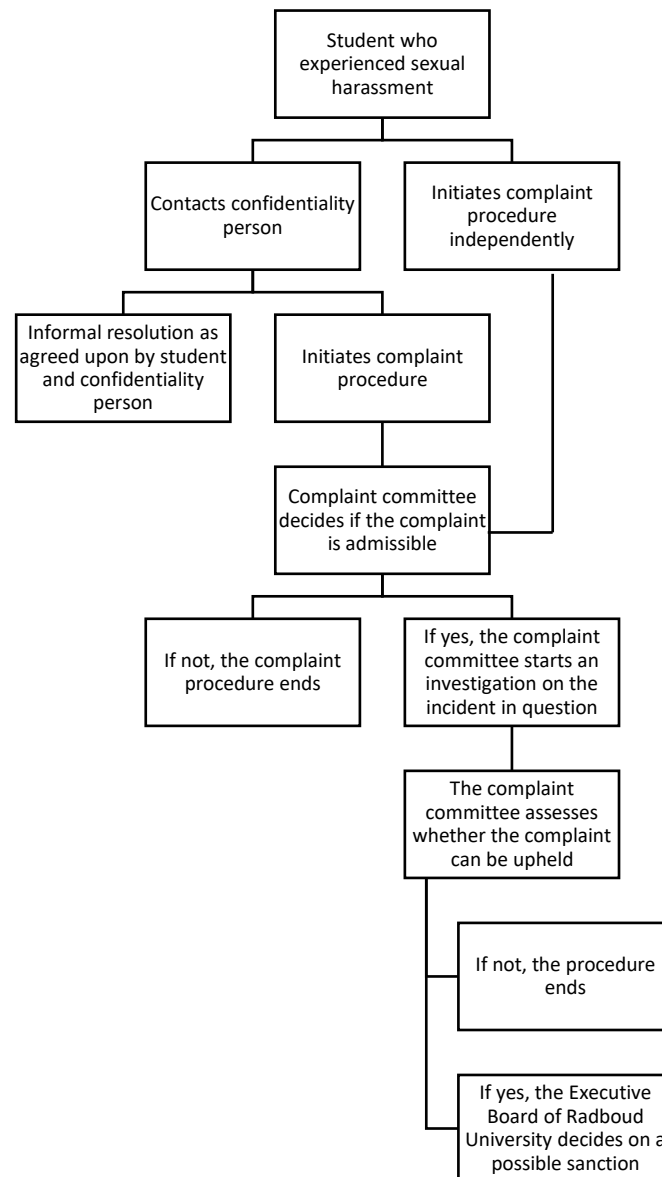 Student who
experienced sexual
harassment
Contacts confidentiality
person
Initiates complaint
procedure
independently
Informal resolution as
agreed upon by student
and confidentiality
person
Initiates complaint
procedure
Complaint committee
decides if the complaint
is admissible
If not, the complaint
procedure ends
If yes, the complaint
committee starts an
investigation on the
incident in question
The complaint
committee assesses
whether the complaint
can be upheld
If not, the procedure
ends
If yes, the Executive
Board of Radboud
University decides on a
possible sanction